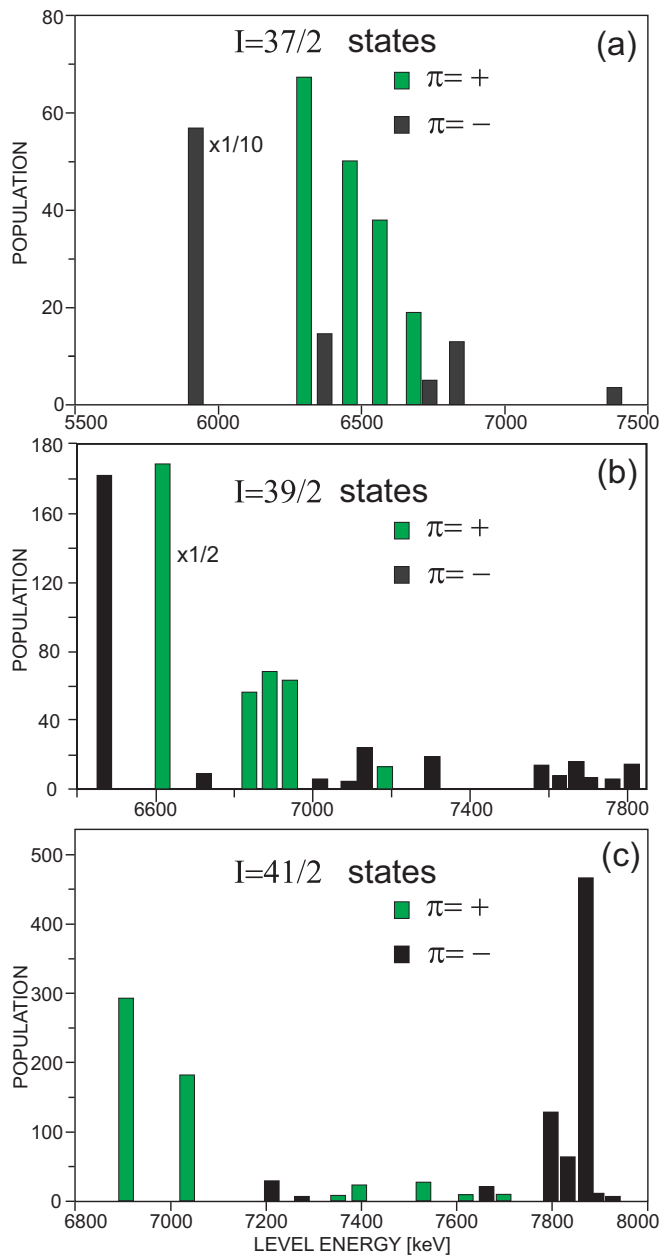 80
I=37/2 states
(a)
π= +
60
π= −
x1/10
POPULATION
40
20
0
5500 6000 6500 7000 7500
180
I=39/2 states
(b)
π= +
160
x1/2
π= −
120
POPULATION
80
40
0
6600 7000 7400 7800
500
I=41/2 states
(c)
π= +
400
π= −
300
POPULATION
200
100
0
6800 7000 7200 7400 7600 7800 8000
LEVEL ENERGY [keV]